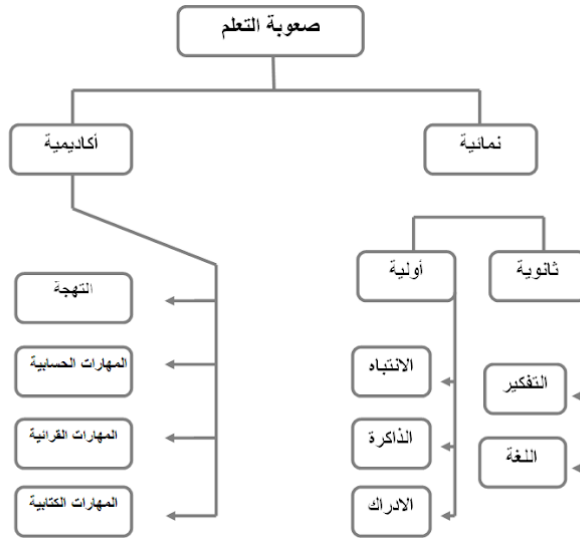 صعوبة التعلم
نمائية
أكاديمية
ثانوية
أولية
التهجة
الانتباه
المهارات الحسابية
التفكير
الذاكرة
المهارات القرائية
اللغة
الادراك
المهارات الكتابية